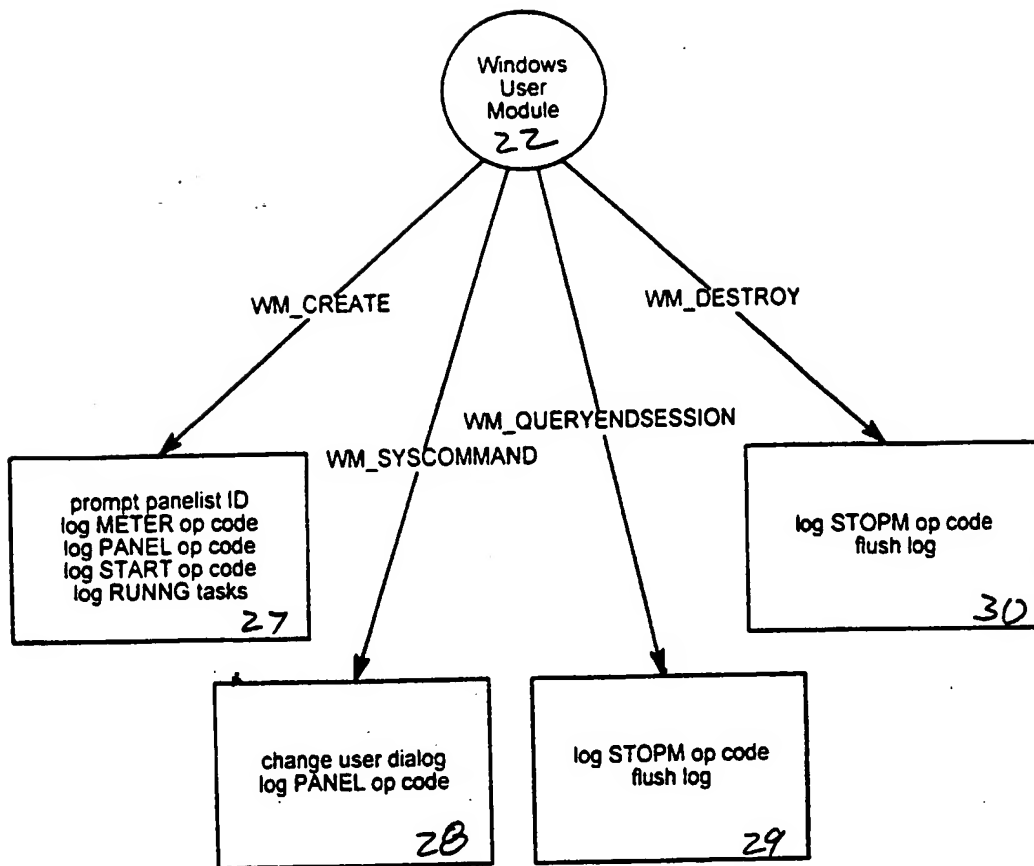 Windows
User
Module
22
WM_CREATE
WM_DESTROY
WM_QUERYENDSESSION
WM_SYSCOMMAND
prompt panelist ID
log METER op code
log PANEL op code
log START op code
log RUNNG tasks
27
log STOPM op code
flush log
30
change user dialog
log PANEL op code
28
log STOPM op code
flush log
29